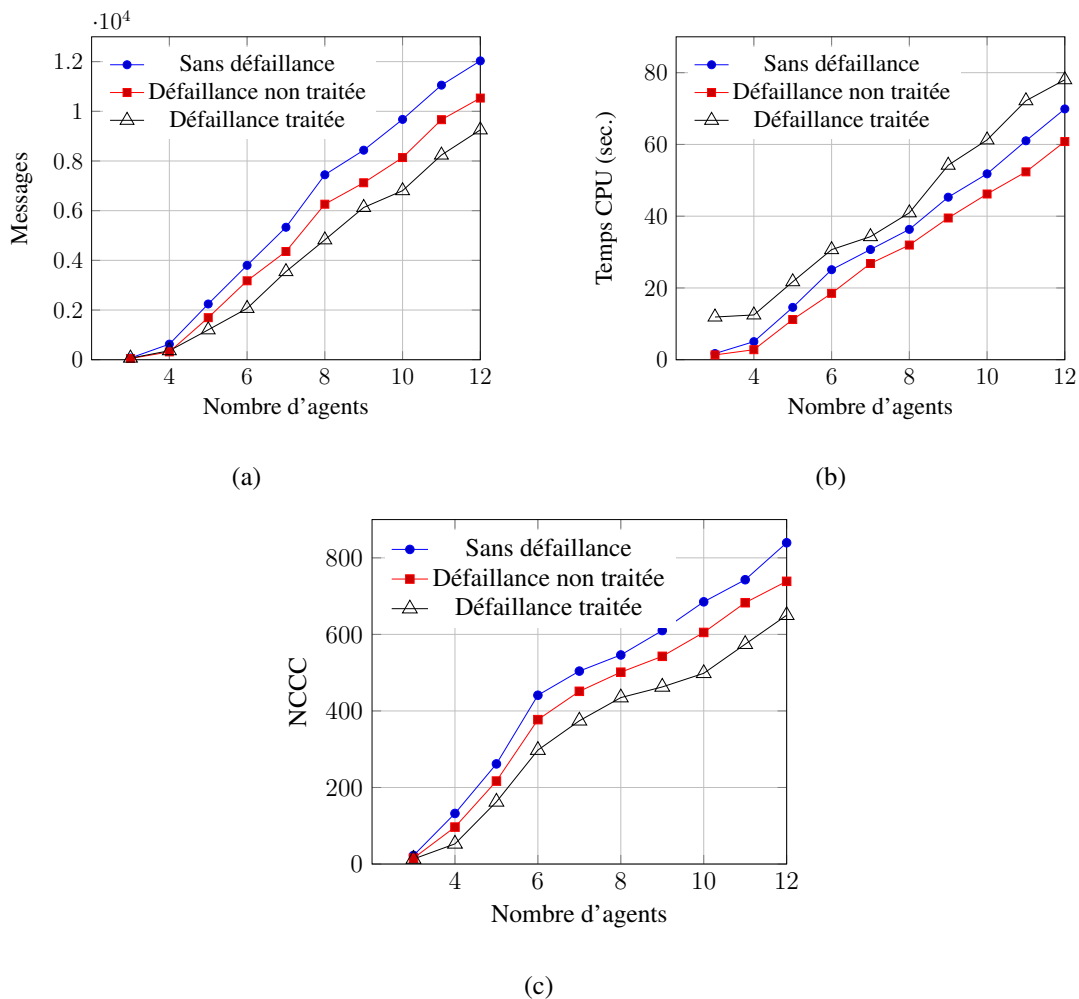 ·10⁴
1.2
1
0.8
0.6
0.4
0.2
0
Messages
Sans défaillance
Défaillance non traitée
Défaillance traitée
4 6 8 10 12
Nombre d'agents
(a)
80
60
40
20
0
Temps CPU (sec.)
Sans défaillance
Défaillance non traitée
Défaillance traitée
4 6 8 10 12
Nombre d'agents
(b)
800
600
400
200
0
NCCC
Sans défaillance
Défaillance non traitée
Défaillance traitée
4 6 8 10 12
Nombre d'agents
(c)